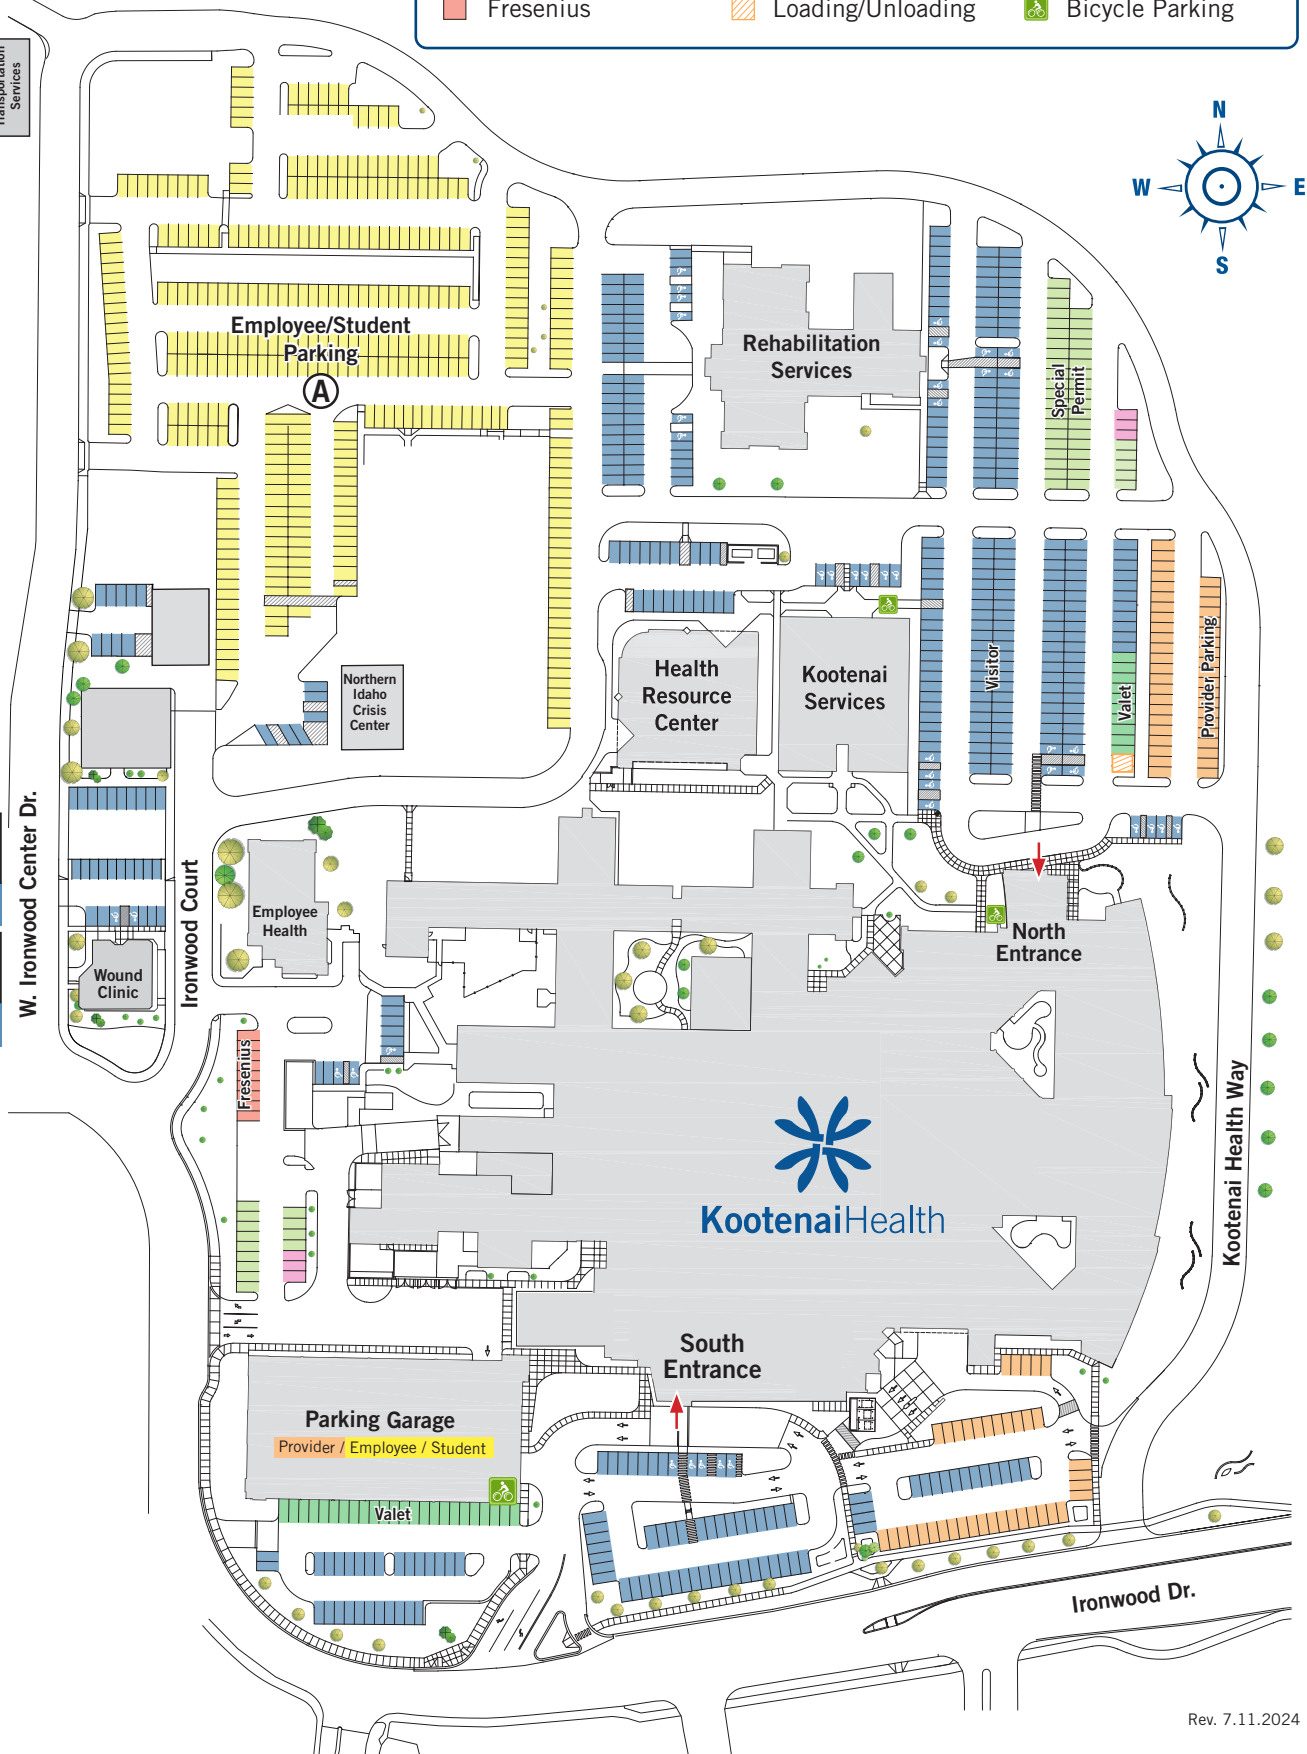 Fresenius
Loading/Unloading
Bicycle Parking
Transportation
Services
N
W
E
S
Employee/Student
Parking
A
Rehabilitation
Services
Special
Permit
Northern
Idaho
Crisis
Center
Health
Resource
Center
Kootenai
Services
Visitor
Valet
Provider Parking
W. Ironwood Center Dr.
Ironwood Court
Employee
Health
Wound
Clinic
North
Entrance
Fresenius
KootenaiHealth
Kootenai Health Way
South
Entrance
Parking Garage
Provider / Employee / Student
Valet
Ironwood Dr.
Rev. 7.11.2024